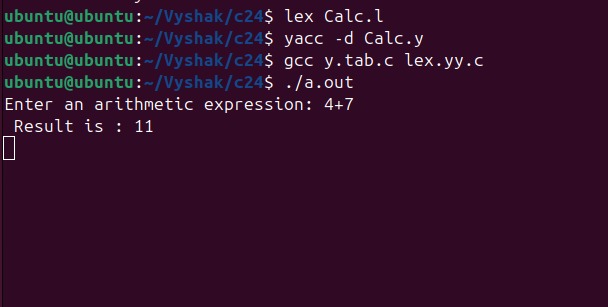 ubuntu@ubuntu:~/Vyshak/c24$ lex Calc.l
ubuntu@ubuntu:~/Vyshak/c24$ yacc -d Calc.y
ubuntu@ubuntu:~/Vyshak/c24$ gcc y.tab.c lex.yy.c
ubuntu@ubuntu:~/Vyshak/c24$ ./a.out
Enter an arithmetic expression: 4+7
 Result is : 11